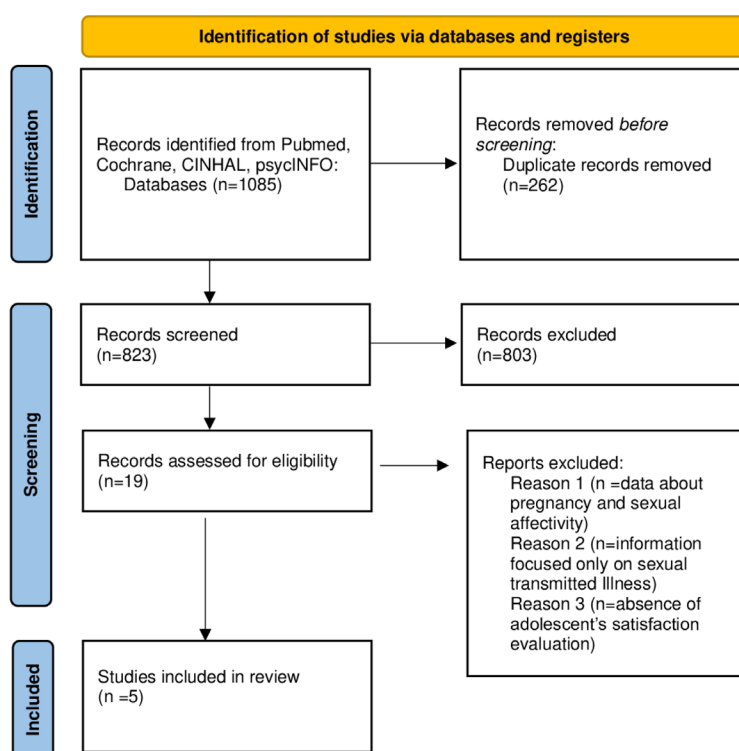 Identification of studies via databases and registers
Identification
Records identified from Pubmed,
Cochrane, CINHAL, psycINFO:
Databases (n=1085)
Records removed before
screening:
Duplicate records removed
(n=262)
Screening
Records screened
(n=823)
Records excluded
(n=803)
Records assessed for eligibility
(n=19)
Reports excluded:
Reason 1 (n =data about
pregnancy and sexual
affectivity)
Reason 2 (n=information
focused only on sexual
transmitted Illness)
Reason 3 (n=absence of
adolescent's satisfaction
evaluation)
Included
Studies included in review
(n =5)